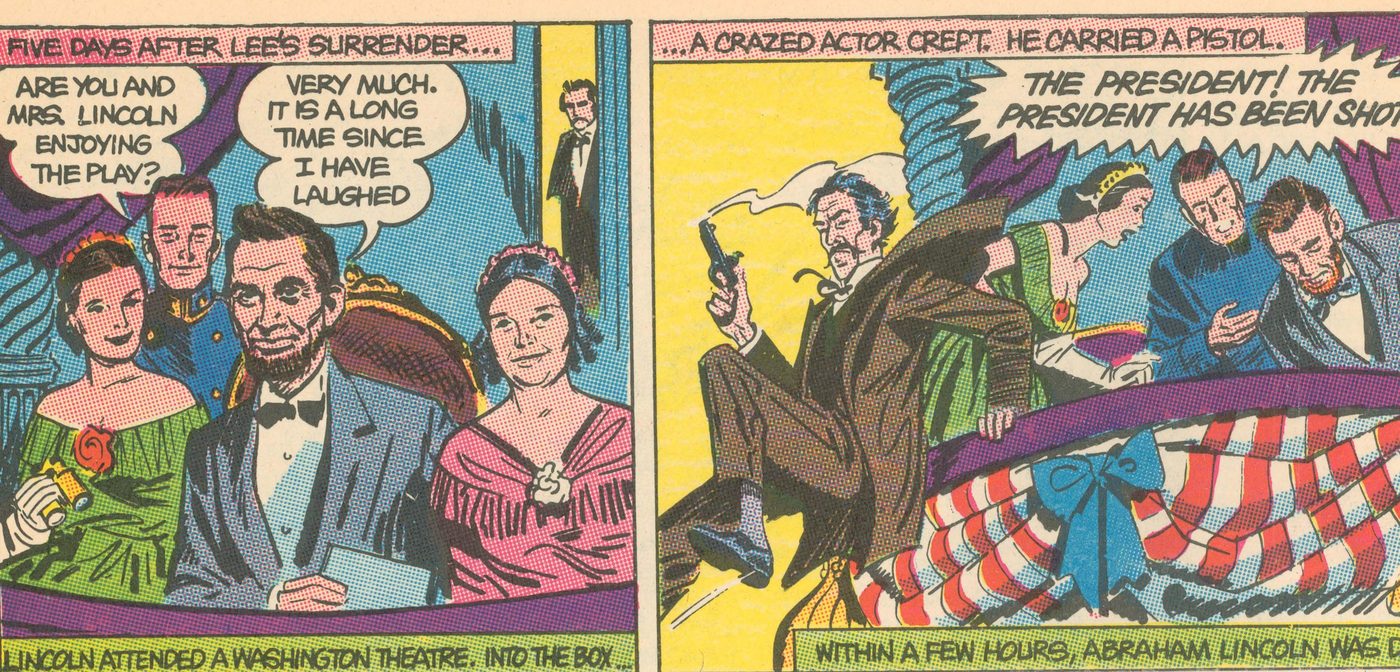 FIVE DAYS AFTER LEE'S SURRENDER...
ARE YOU AND
MRS. LINCOLN
ENJOYING
THE PLAY?
VERY MUCH.
IT IS A LONG
TIME SINCE
I HAVE
LAUGHED
LINCOLN ATTENDED A WASHINGTON THEATRE. INTO THE BOX...
...A CRAZED ACTOR CREPT. HE CARRIED A PISTOL.
THE PRESIDENT! THE
PRESIDENT HAS BEEN SHOT
WITHIN A FEW HOURS, ABRAHAM LINCOLN WAS